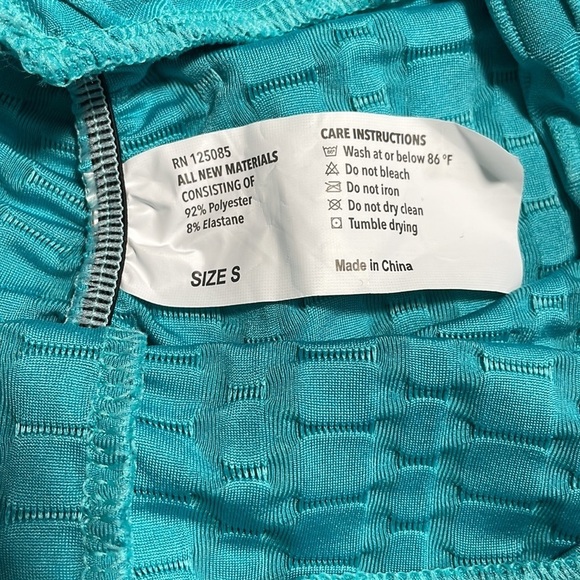 RN 125085
ALL NEW MATERIALS
CONSISTING OF
92% Polyester
8% Elastane
SIZE S
CARE INSTRUCTIONS
Wash at or below 86 °F
Do not bleach
Do not iron
Do not dry clean
Tumble drying
Made in China